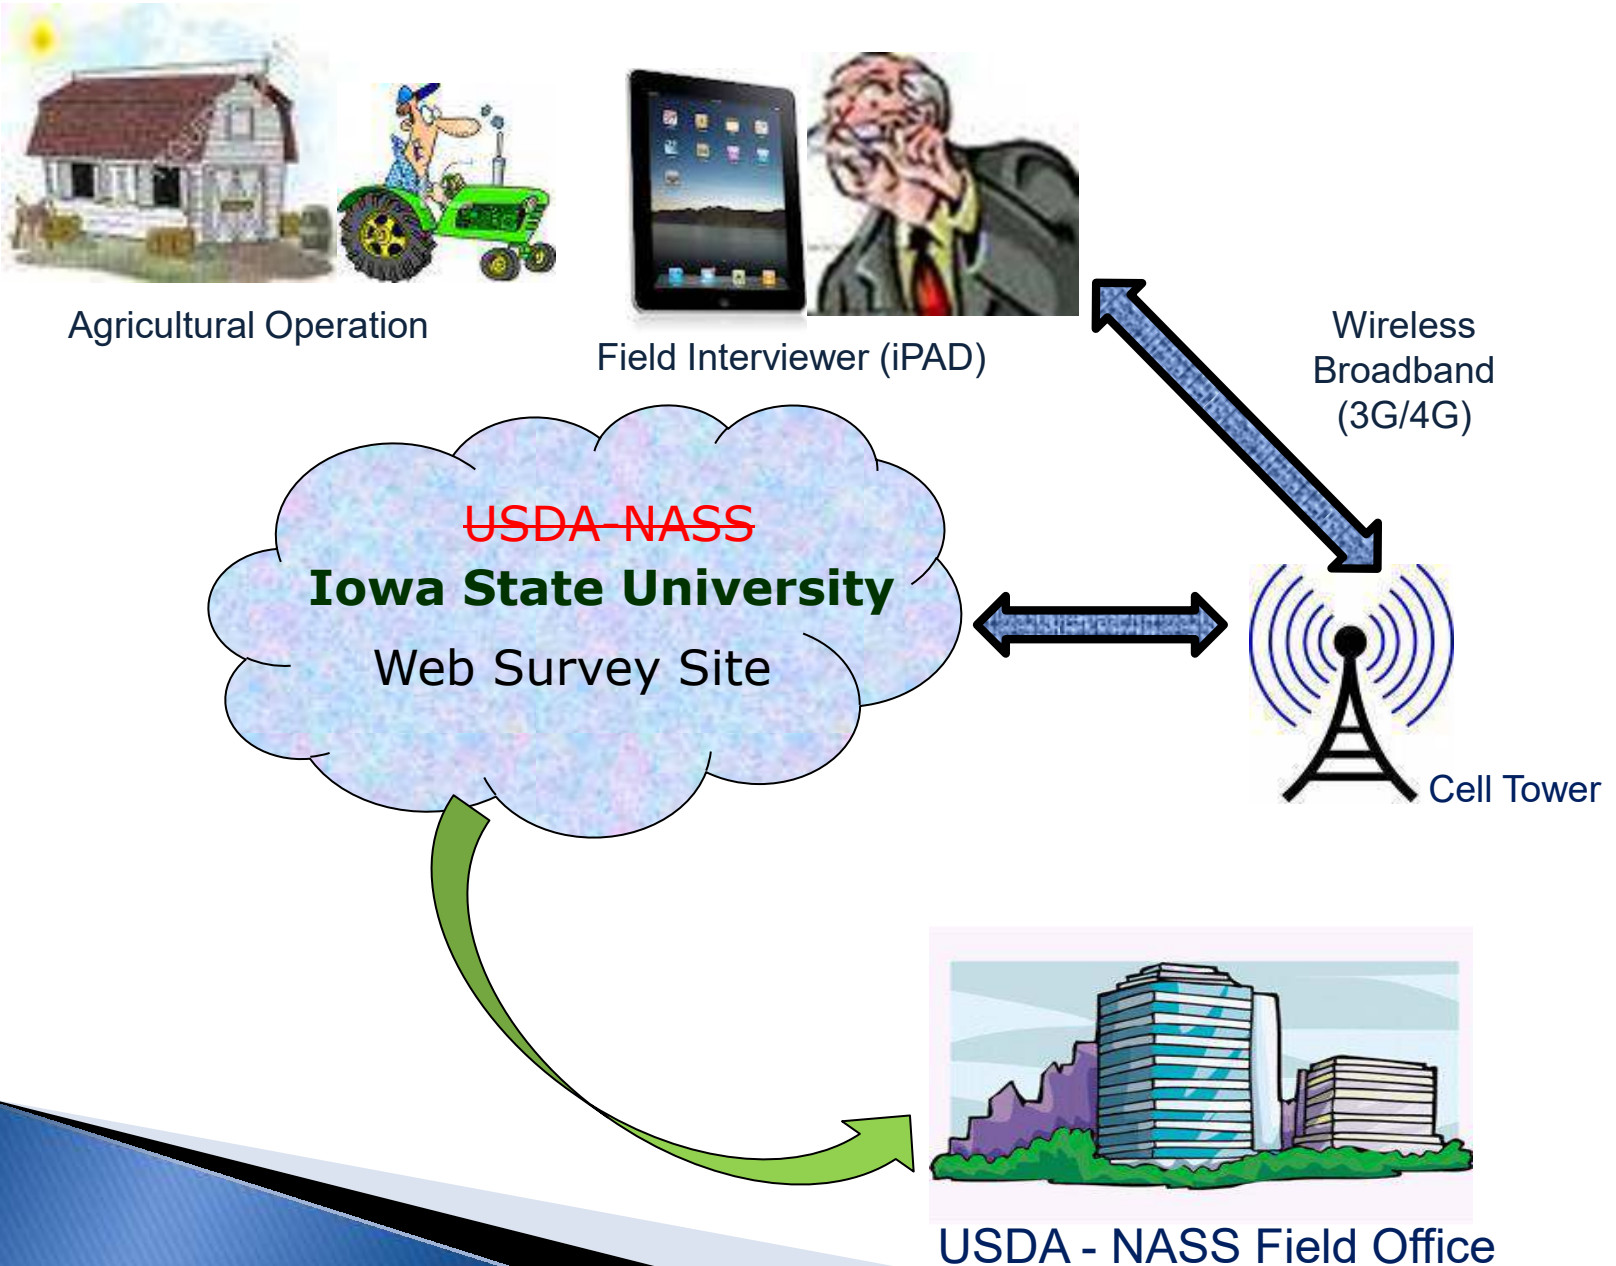 Agricultural Operation
Field Interviewer (iPAD)
Wireless
Broadband
(3G/4G)
USDA-NASS
Iowa State University
Web Survey Site
Cell Tower
USDA - NASS Field Office